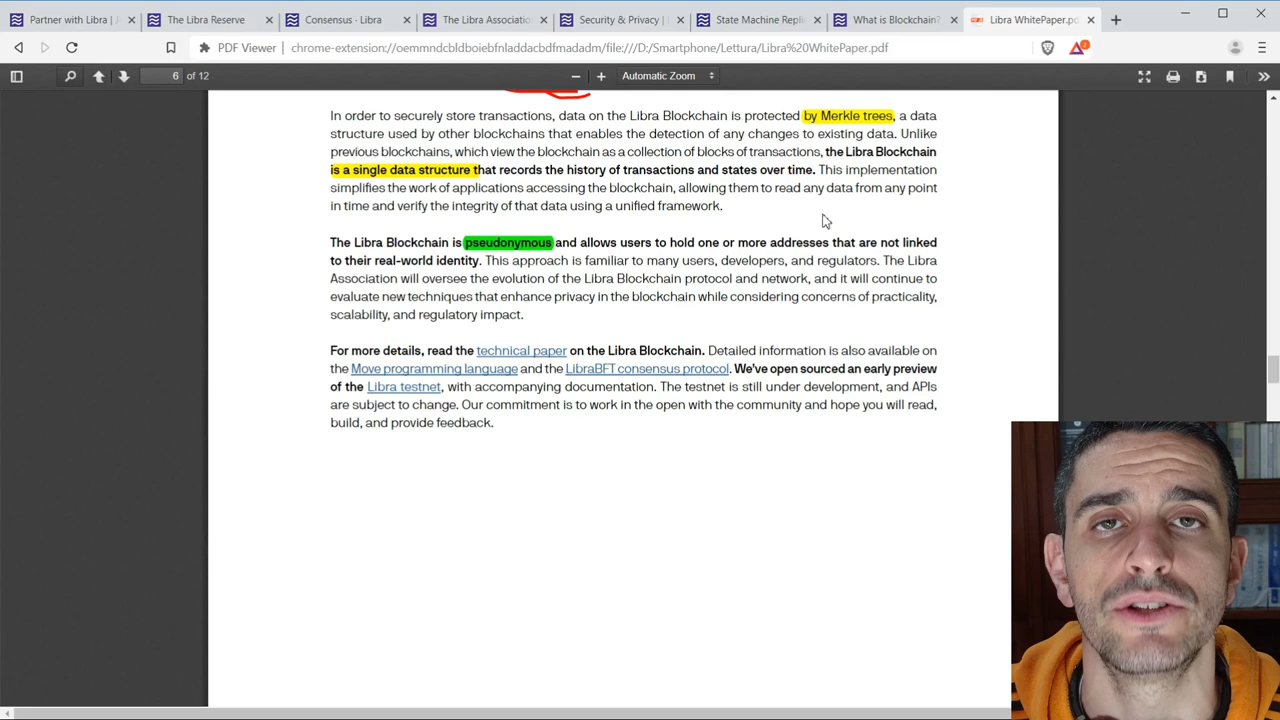 Partner with Libra | J
The Libra Reserve
Consensus - Libra
The Libra Association
Security & Privacy |
State Machine Repli
What is Blockchain?
Libra WhitePaper.pd
PDF Viewer
chrome-extension://oemmndcbldboiebfnladdacbdfmadadm/file:///D:/Smartphone/Lettura/Libra%20WhitePaper.pdf
2
6 of 12
Automatic Zoom
In order to securely store transactions, data on the Libra Blockchain is protected by Merkle trees, a data
structure used by other blockchains that enables the detection of any changes to existing data. Unlike
previous blockchains, which view the blockchain as a collection of blocks of transactions, the Libra Blockchain
is a single data structure that records the history of transactions and states over time. This implementation
simplifies the work of applications accessing the blockchain, allowing them to read any data from any point
in time and verify the integrity of that data using a unified framework.
The Libra Blockchain is pseudonymous and allows users to hold one or more addresses that are not linked
to their real-world identity. This approach is familiar to many users, developers, and regulators. The Libra
Association will oversee the evolution of the Libra Blockchain protocol and network, and it will continue to
evaluate new techniques that enhance privacy in the blockchain while considering concerns of practicality,
scalability, and regulatory impact.
For more details, read the technical paper on the Libra Blockchain. Detailed information is also available on
the Move programming language and the LibraBFT consensus protocol. We've open sourced an early preview
of the Libra testnet, with accompanying documentation. The testnet is still under development, and APIs
are subject to change. Our commitment is to work in the open with the community and hope you will read,
build, and provide feedback.